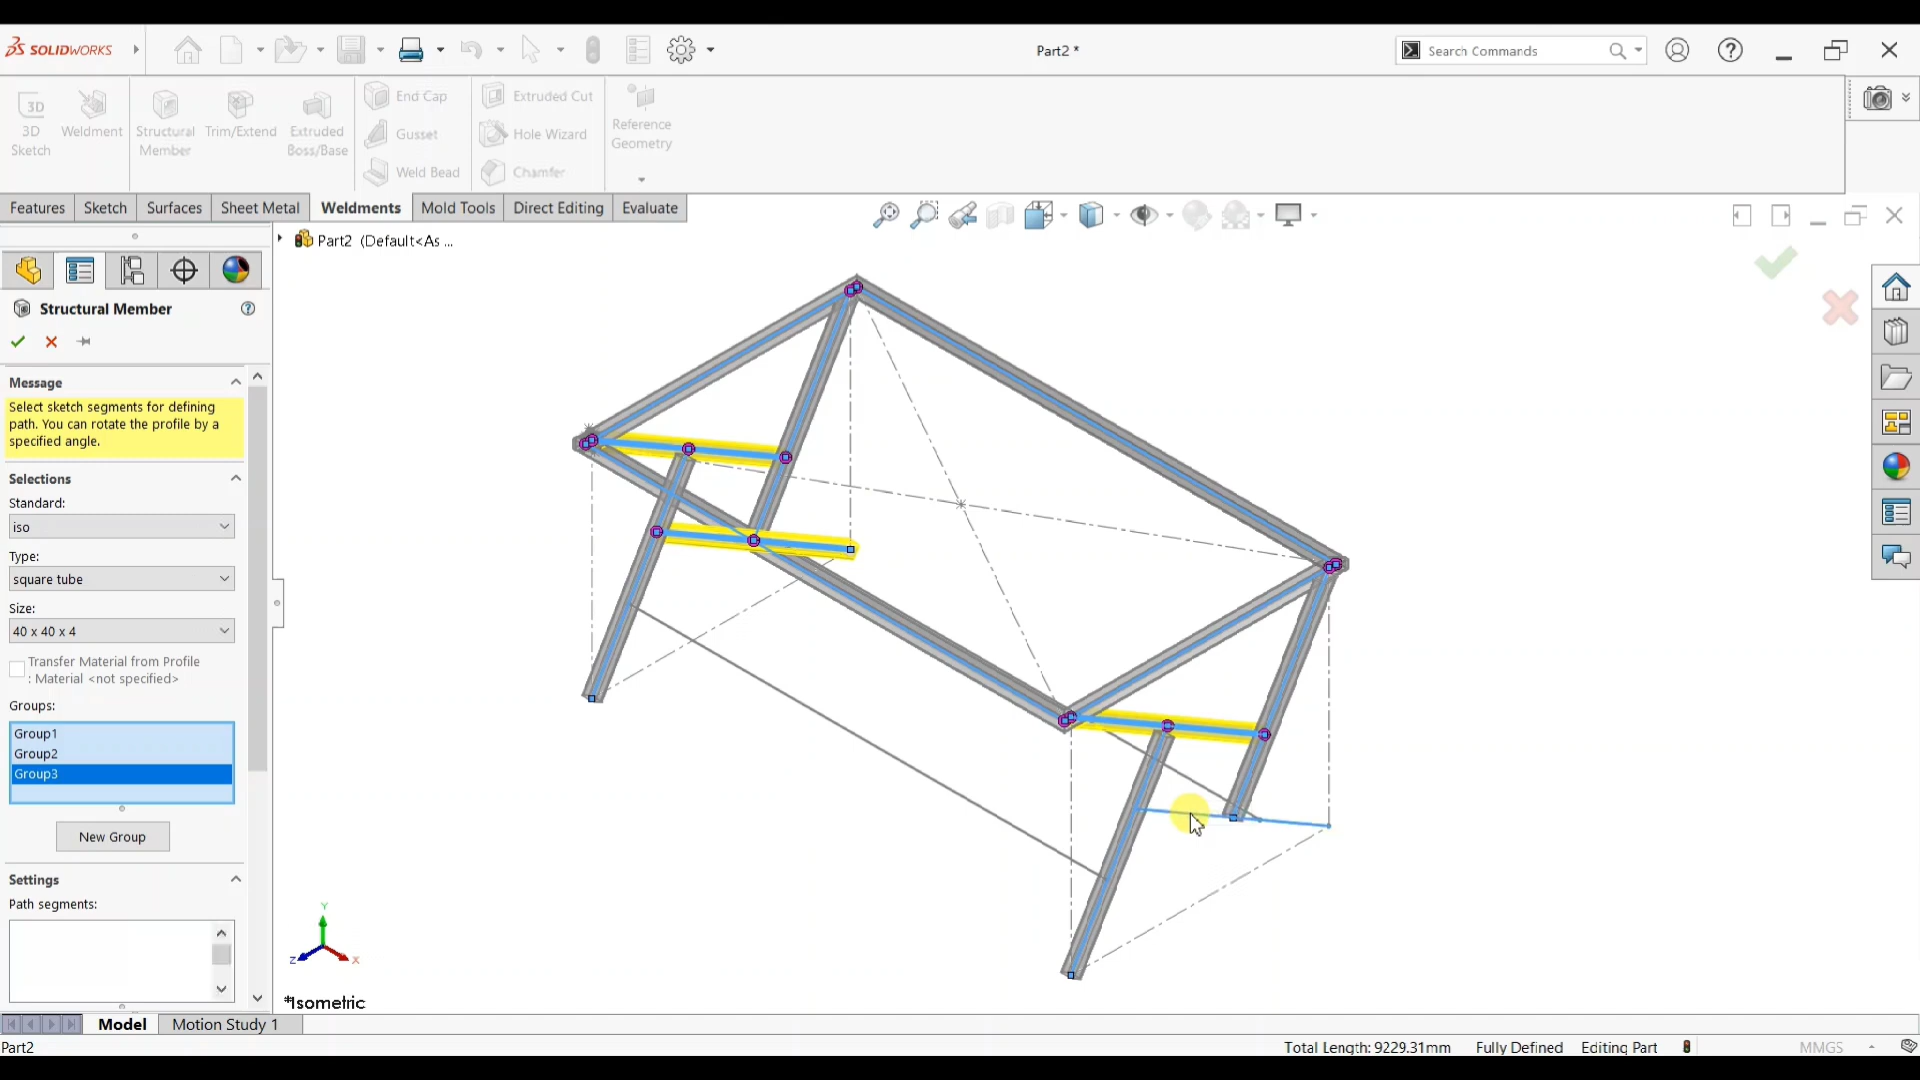 SOLIDWORKS
Part2 *
Search Commands
3D
Sketch
Weldment
Structural
Member
Trim/Extend
Extruded
Boss/Base
End Cap
Gusset
Weld Bead
Extruded Cut
Hole Wizard
Chamfer
Reference
Geometry
Features
Sketch
Surfaces
Sheet Metal
Weldments
Mold Tools
Direct Editing
Evaluate
Part2 (Default<As ...
Structural Member
Message
Select sketch segments for defining
path. You can rotate the profile by a
specified angle.
Selections
Standard:
iso
Type:
square tube
Size:
40 x 40 x 4
Transfer Material from Profile
: Material <not specified>
Groups:
Group1
Group2
Group3
New Group
Settings
Path segments:
Y
Z
X
*Isometric
Model
Motion Study 1
Part2
Total Length: 9229.31mm
Fully Defined
Editing Part
MMGS